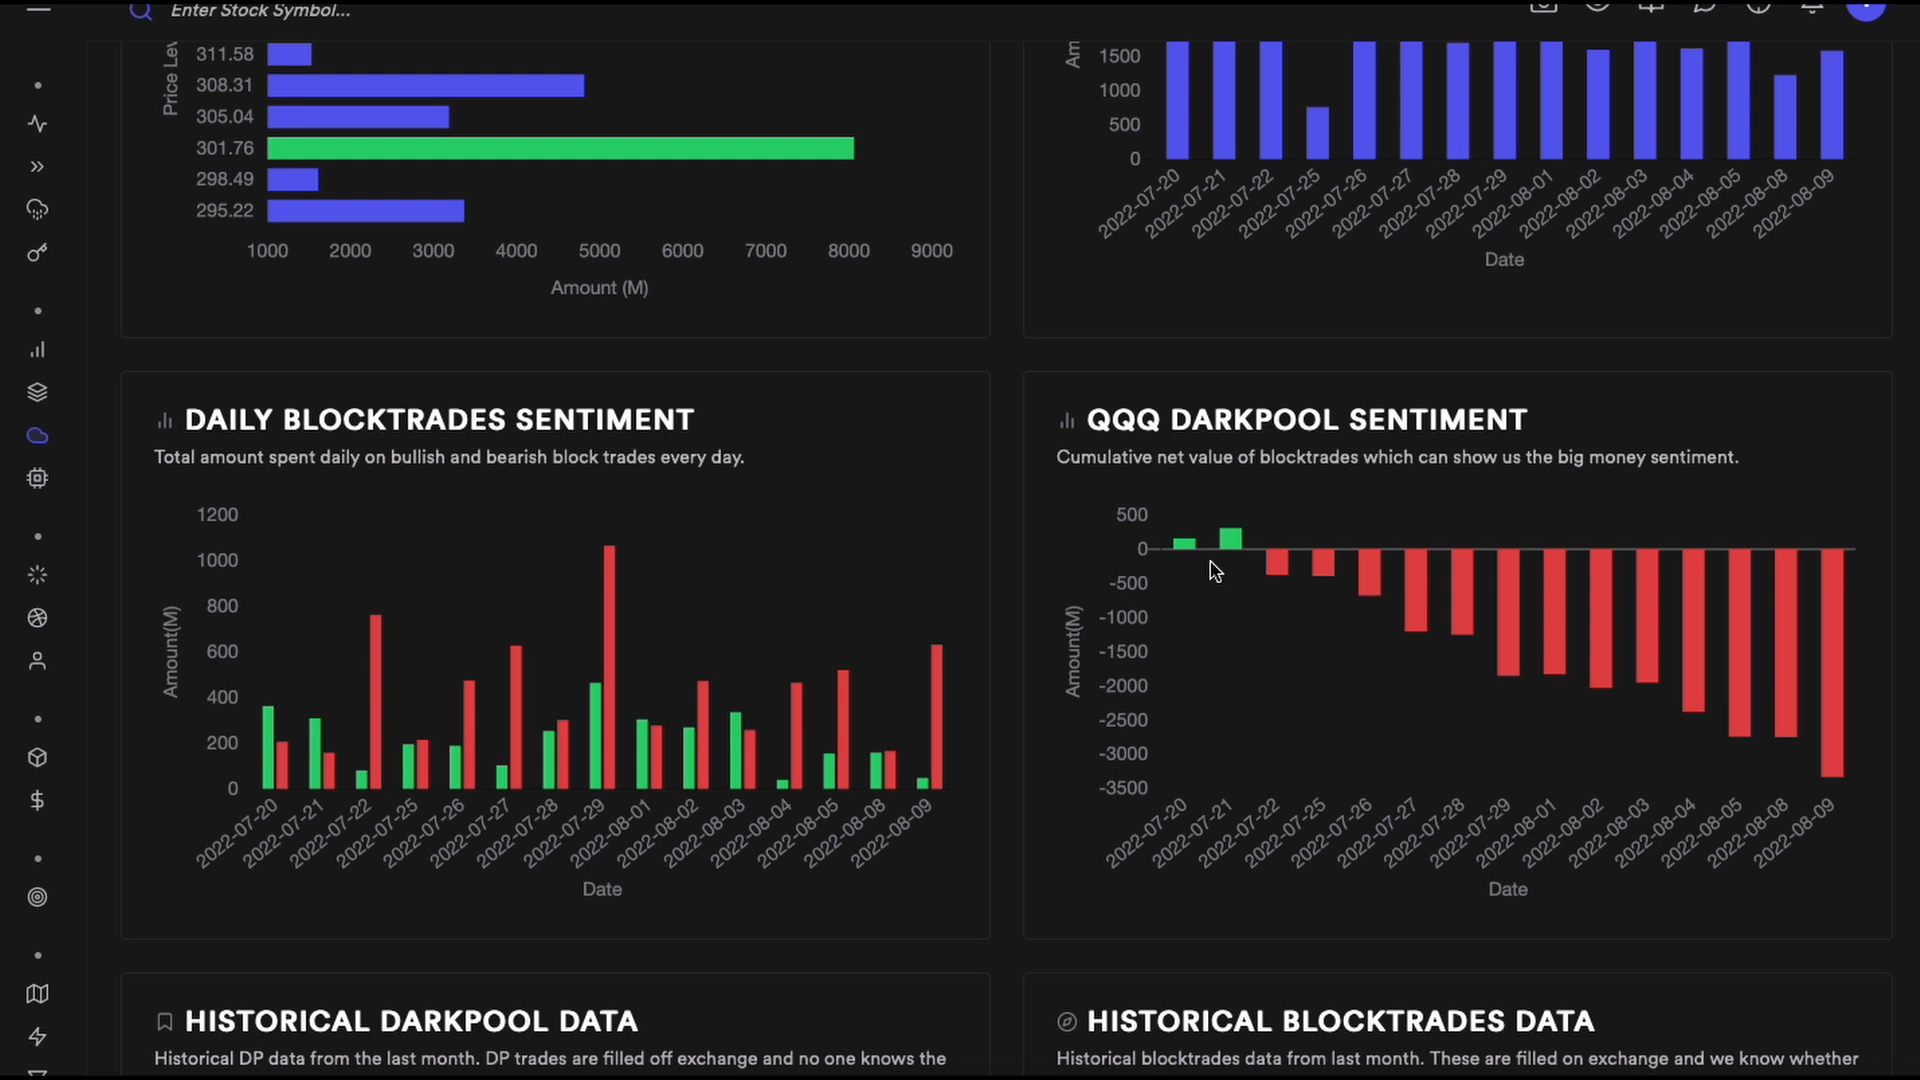 Enter Stock Symbol...
Price Lev
311.58
308.31
305.04
301.76
298.49
295.22
1000 2000 3000 4000 5000 6000 7000 8000 9000
Amount (M)
Am
1500
1000
500
0
2022-07-20 2022-07-21 2022-07-22 2022-07-25 2022-07-26 2022-07-27 2022-07-28 2022-07-29 2022-08-01 2022-08-02 2022-08-03 2022-08-04 2022-08-05 2022-08-08 2022-08-09
Date
DAILY BLOCKTRADES SENTIMENT
Total amount spent daily on bullish and bearish block trades every day.
1200
1000
800
600
400
200
0
Amount(M)
2022-07-20 2022-07-21 2022-07-22 2022-07-25 2022-07-26 2022-07-27 2022-07-28 2022-07-29 2022-08-01 2022-08-02 2022-08-03 2022-08-04 2022-08-05 2022-08-08 2022-08-09
Date
QQQ DARKPOOL SENTIMENT
Cumulative net value of blocktrades which can show us the big money sentiment.
500
0
-500
-1000
-1500
-2000
-2500
-3000
-3500
Amount(M)
2022-07-20 2022-07-21 2022-07-22 2022-07-25 2022-07-26 2022-07-27 2022-07-28 2022-07-29 2022-08-01 2022-08-02 2022-08-03 2022-08-04 2022-08-05 2022-08-08 2022-08-09
Date
HISTORICAL DARKPOOL DATA
Historical DP data from the last month. DP trades are filled off exchange and no one knows the
HISTORICAL BLOCKTRADES DATA
Historical blocktrades data from last month. These are filled on exchange and we know whether